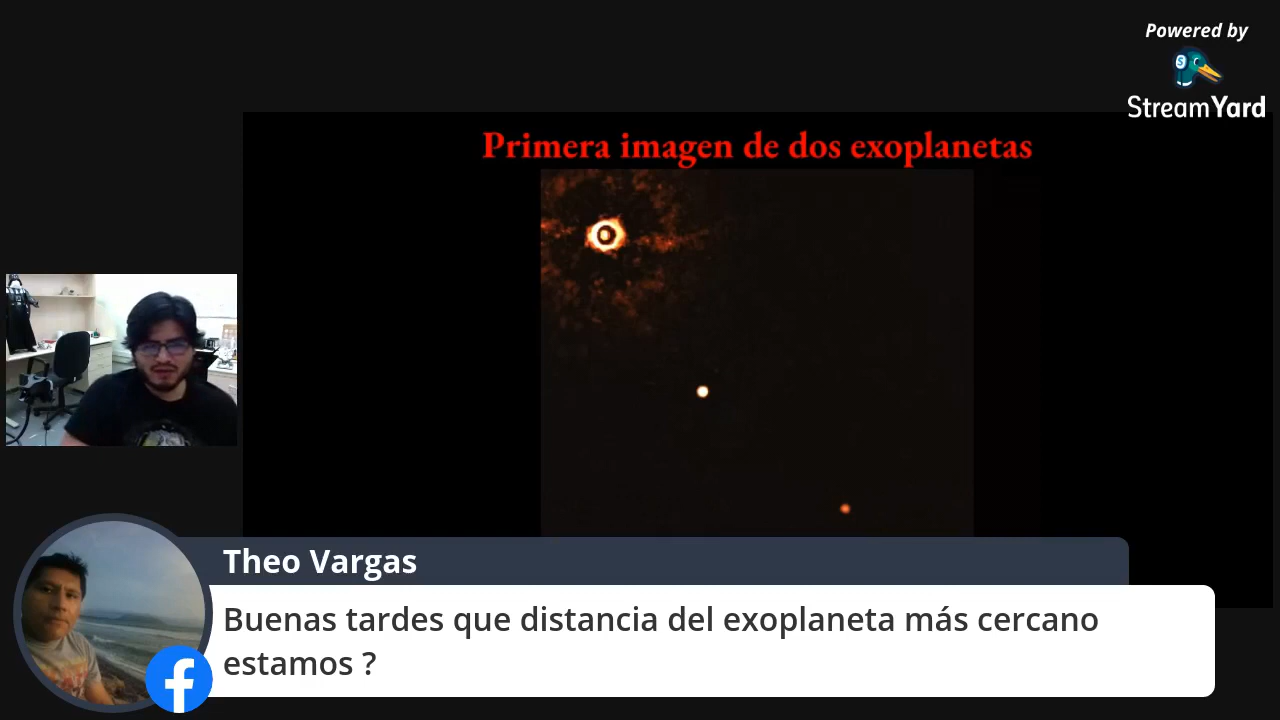 Powered by
StreamYard
Primera imagen de dos exoplanetas
Theo Vargas
Buenas tardes que distancia del exoplaneta más cercano
estamos ?